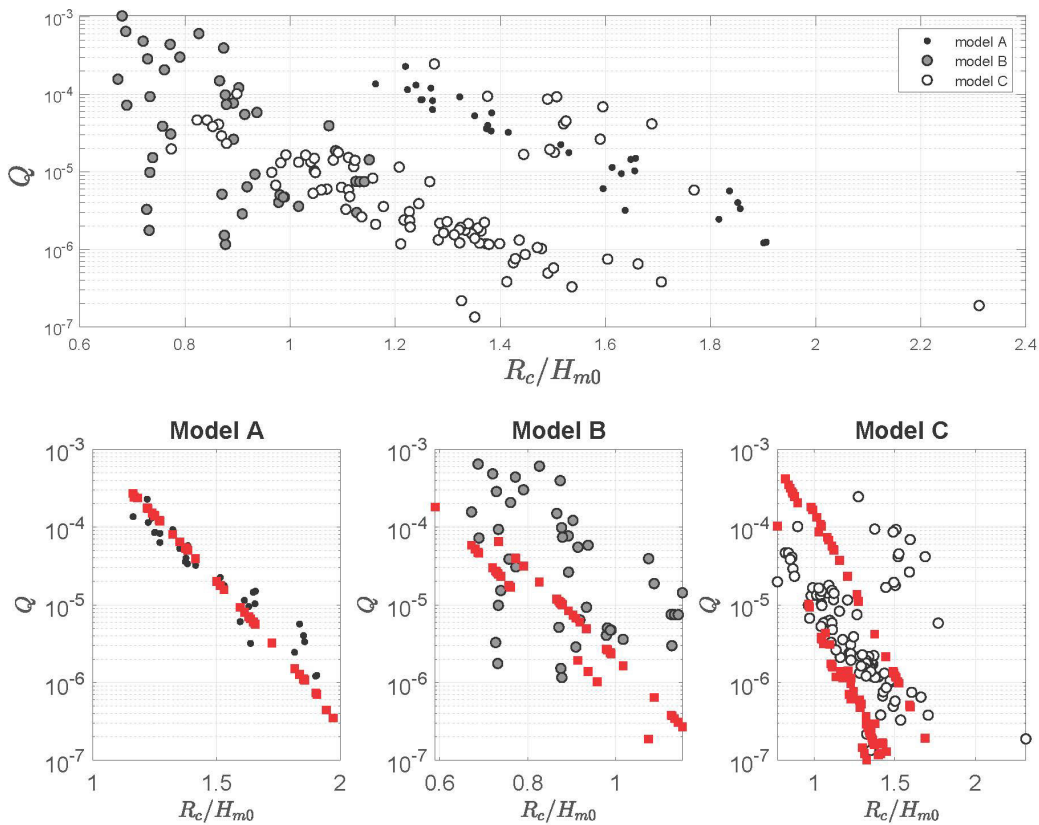 10^-3
10^-4
10^-5
10^-6
10^-7
Q
0.6 0.8 1 1.2 1.4 1.6 1.8 2 2.2 2.4
R_c/H_m0
model A
model B
model C
Model A
10^-3
10^-4
10^-5
10^-6
10^-7
Q
1 1.5 2
R_c/H_m0
Model B
10^-3
10^-4
10^-5
10^-6
10^-7
Q
0.6 0.8 1
R_c/H_m0
Model C
10^-3
10^-4
10^-5
10^-6
10^-7
Q
1 1.5 2
R_c/H_m0